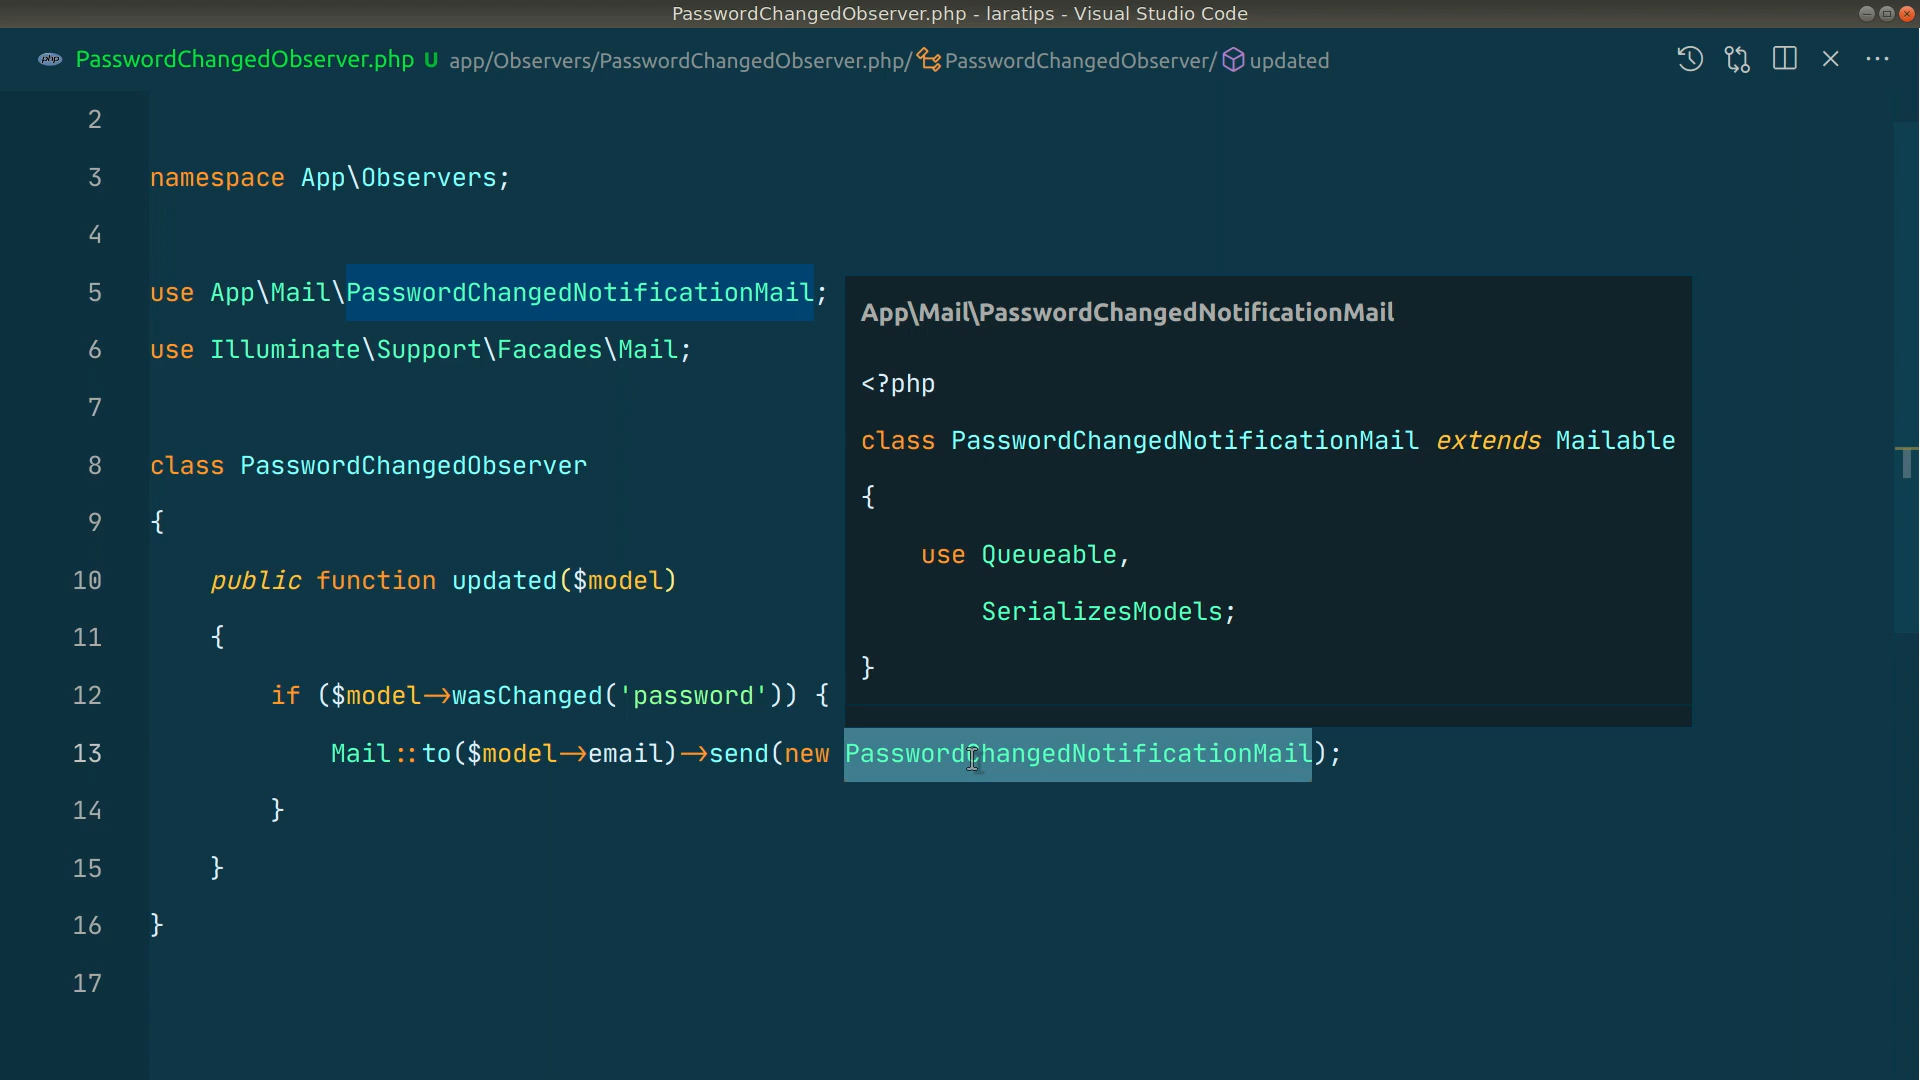 PasswordChangedObserver.php - laratips - Visual Studio Code
php PasswordChangedObserver.php U app/Observers/PasswordChangedObserver.php/ PasswordChangedObserver/ updated
2
3 namespace App\Observers;
4
5 use App\Mail\PasswordChangedNotificationMail;
6 use Illuminate\Support\Facades\Mail;
7
8 class PasswordChangedObserver
9 {
10 public function updated($model)
11 {
12 if ($model->wasChanged('password')) {
13 Mail::to($model->email)->send(new PasswordChangedNotificationMail);
14 }
15 }
16 }
17
App\Mail\PasswordChangedNotificationMail
<?php
class PasswordChangedNotificationMail extends Mailable
{
use Queueable,
SerializesModels;
}